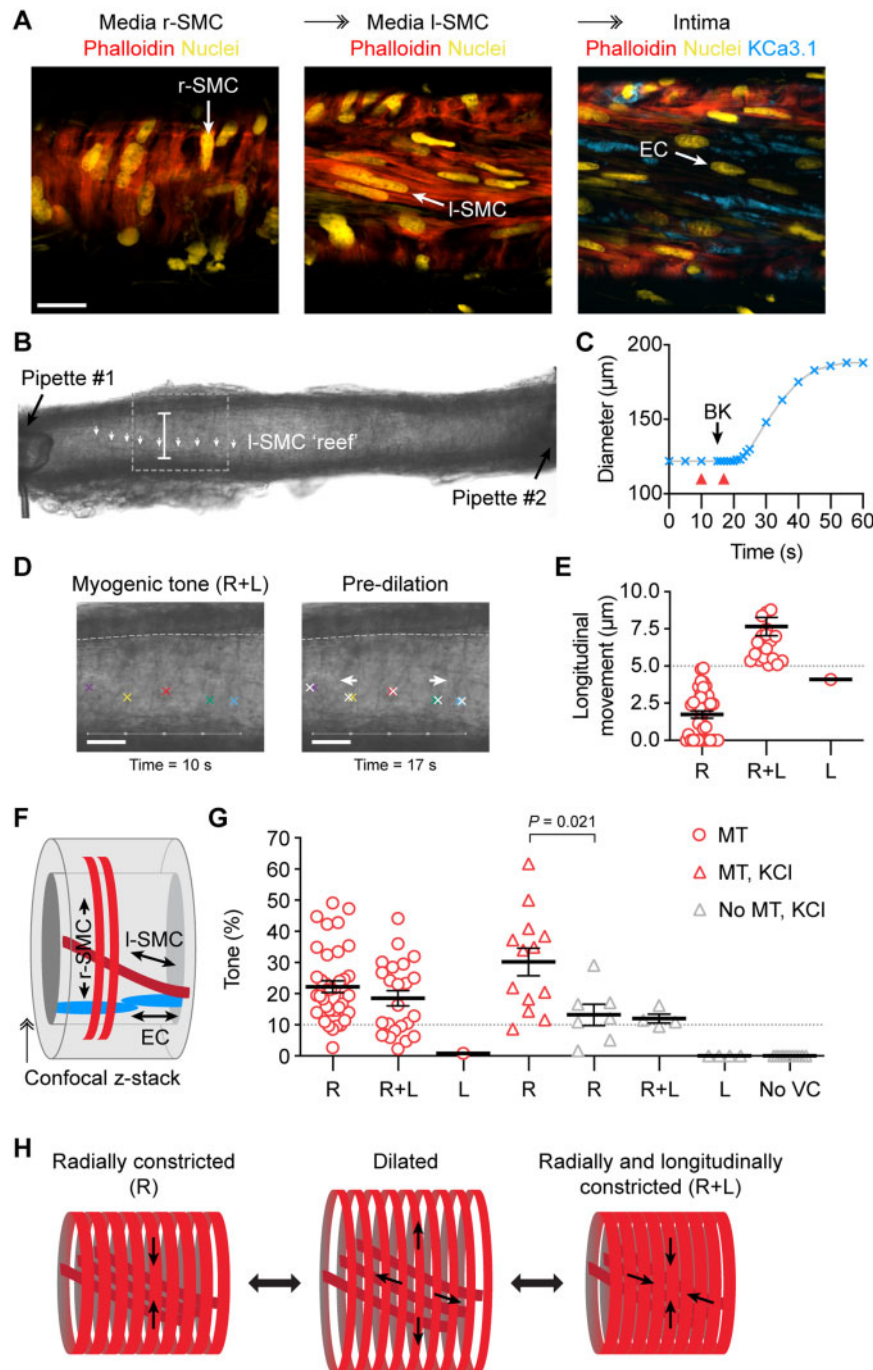 A
Media r-SMC
Media l-SMC
Intima
Phalloidin Nuclei
Phalloidin Nuclei
Phalloidin Nuclei KCa3.1
r-SMC
l-SMC
EC
B
Pipette #1
l-SMC 'reef'
Pipette #2
C
200
150
100
Diameter (µm)
BK
0 10 20 30 40 50 60
Time (s)
D
Myogenic tone (R+L)
Pre-dilation
Time = 10 s
Time = 17 s
E
Longitudinal
movement (µm)
10.0
7.5
5.0
2.5
0.0
R
R+L
L
F
r-SMC
l-SMC
EC
Confocal z-stack
G
Tone (%)
70
60
50
40
30
20
10
0
P = 0.021
MT
MT, KCl
No MT, KCl
R
R+L
L
R
R
R+L
L
No VC
H
Radially constricted
(R)
Dilated
Radially and longitudinally
constricted (R+L)